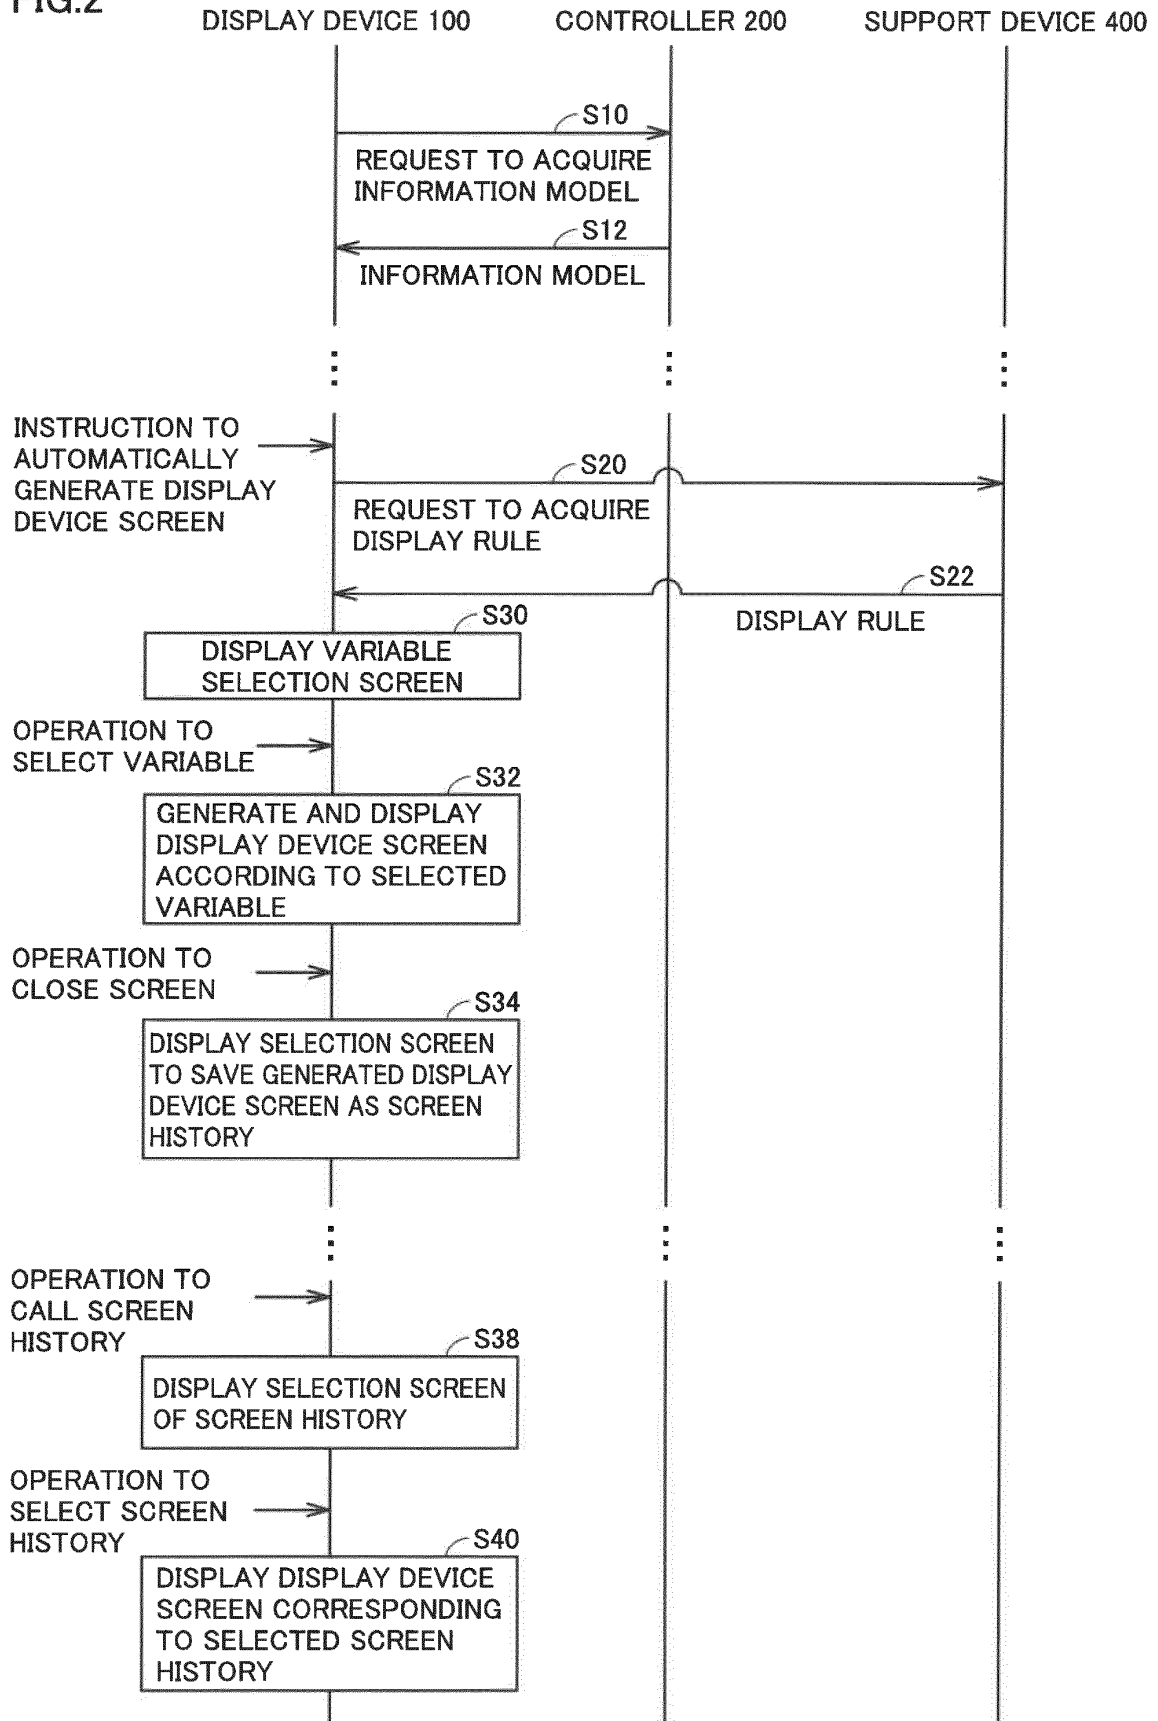 FIG.2
DISPLAY DEVICE 100
CONTROLLER 200
SUPPORT DEVICE 400
S10
REQUEST TO ACQUIRE
INFORMATION MODEL
S12
INFORMATION MODEL
INSTRUCTION TO
AUTOMATICALLY
GENERATE DISPLAY
DEVICE SCREEN
S20
REQUEST TO ACQUIRE
DISPLAY RULE
S22
DISPLAY RULE
S30
DISPLAY VARIABLE
SELECTION SCREEN
OPERATION TO
SELECT VARIABLE
S32
GENERATE AND DISPLAY
DISPLAY DEVICE SCREEN
ACCORDING TO SELECTED
VARIABLE
OPERATION TO
CLOSE SCREEN
S34
DISPLAY SELECTION SCREEN
TO SAVE GENERATED DISPLAY
DEVICE SCREEN AS SCREEN
HISTORY
OPERATION TO
CALL SCREEN
HISTORY
S38
DISPLAY SELECTION SCREEN
OF SCREEN HISTORY
OPERATION TO
SELECT SCREEN
HISTORY
S40
DISPLAY DISPLAY DEVICE
SCREEN CORRESPONDING
TO SELECTED SCREEN
HISTORY